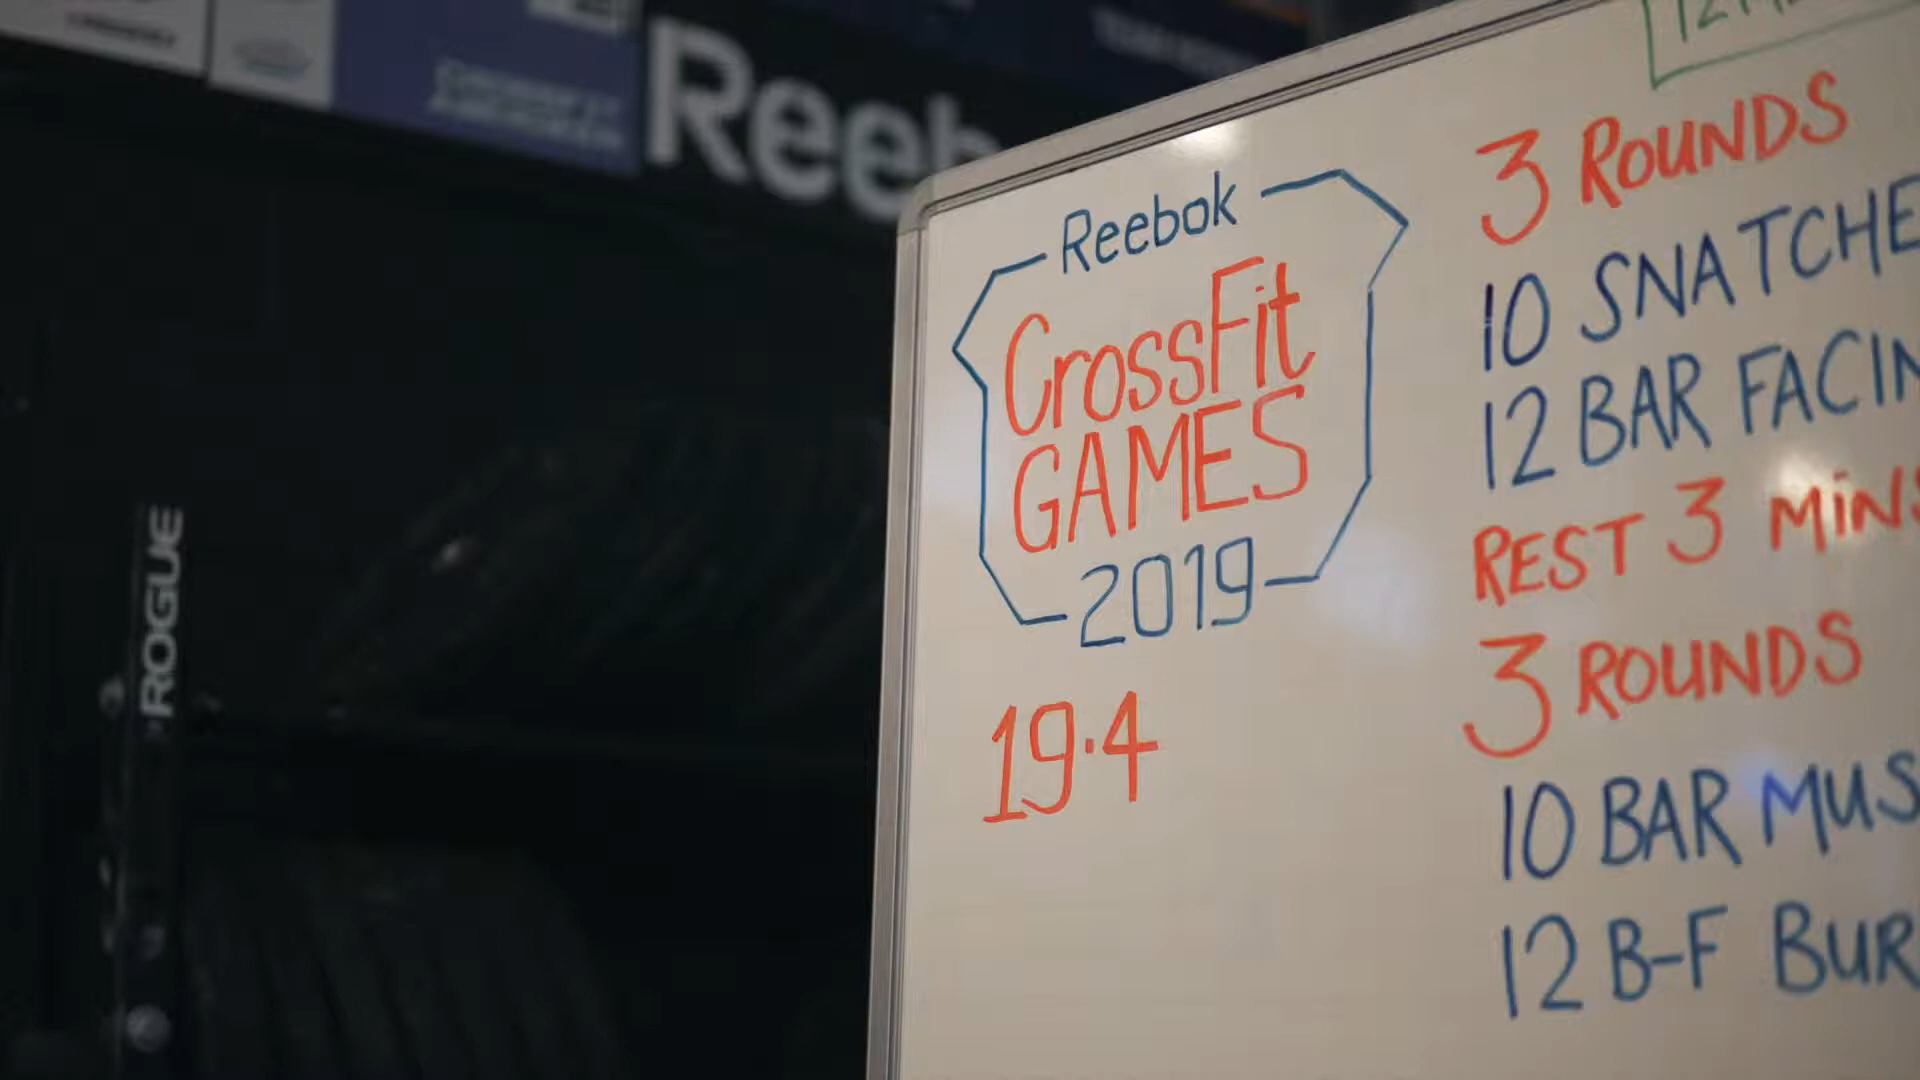 Reeb
ROGUE
Reebok
CrossFit
GAMES
2019
19.4
3 ROUNDS
10 SNATCHE
12 BAR FACIN
REST 3 MINS
3 ROUNDS
10 BAR MUS
12 B-F BUR